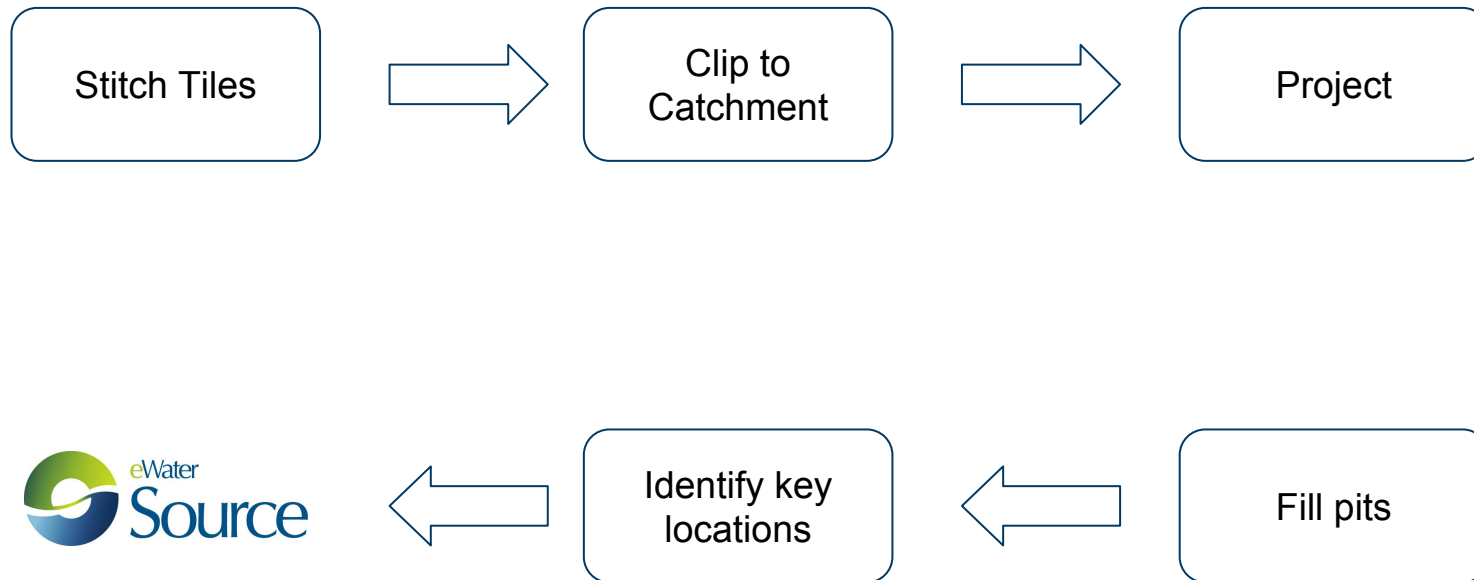 Stitch Tiles
Clip to
Catchment
Project
eWater
Source
Identify key
locations
Fill pits